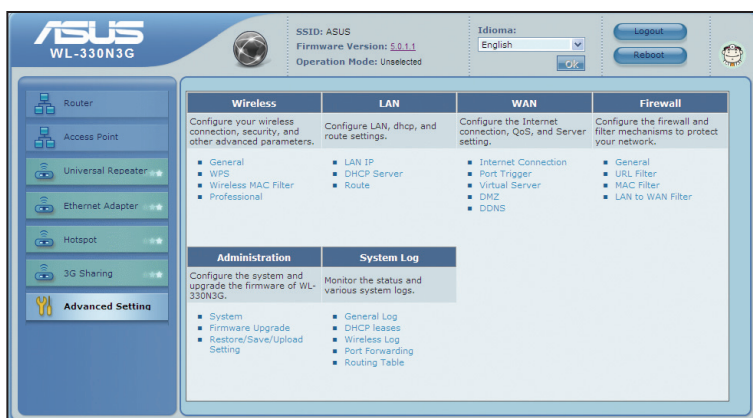 ASUS
WL-330N3G
SSID: ASUS
Firmware Version: 5.0.1.1
Operation Mode: Unselected
Idioma:
English
Ok
Logout
Reboot
Router
Access Point
Universal Repeater
Ethernet Adapter
Hotspot
3G Sharing
Advanced Setting
Wireless
Configure your wireless
connection, security, and
other advanced parameters.
General
WPS
Wireless MAC Filter
Professional
LAN
Configure LAN, dhcp, and
route settings.
LAN IP
DHCP Server
Route
WAN
Configure the Internet
connection, QoS, and Server
setting.
Internet Connection
Port Trigger
Virtual Server
DMZ
DDNS
Firewall
Configure the firewall and
filter mechanisms to protect
your network.
General
URL Filter
MAC Filter
LAN to WAN Filter
Administration
Configure the system and
upgrade the firmware of WL-
330N3G.
System
Firmware Upgrade
Restore/Save/Upload
Setting
System Log
Monitor the status and
various system logs.
General Log
DHCP leases
Wireless Log
Port Forwarding
Routing Table